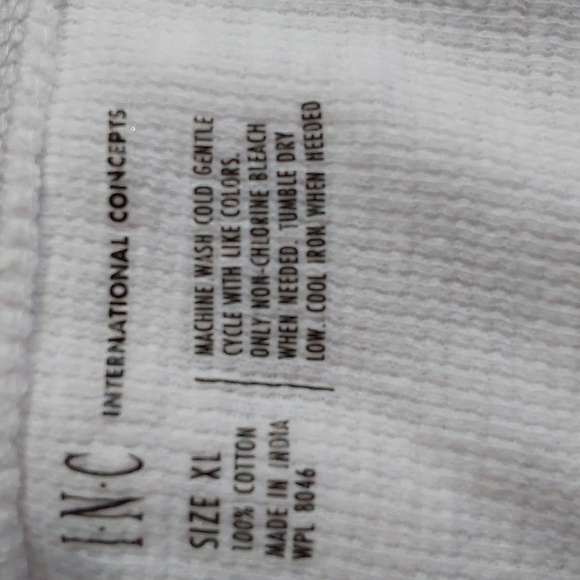 I·N·C
INTERNATIONAL CONCEPTS
SIZE XL
100% COTTON
MADE IN INDIA
WPL 8046
MACHINE WASH COLD GENTLE
CYCLE WITH LIKE COLORS.
ONLY NON-CHLORINE BLEACH
WHEN NEEDED. TUMBLE DRY
LOW. COOL IRON WHEN NEEDED